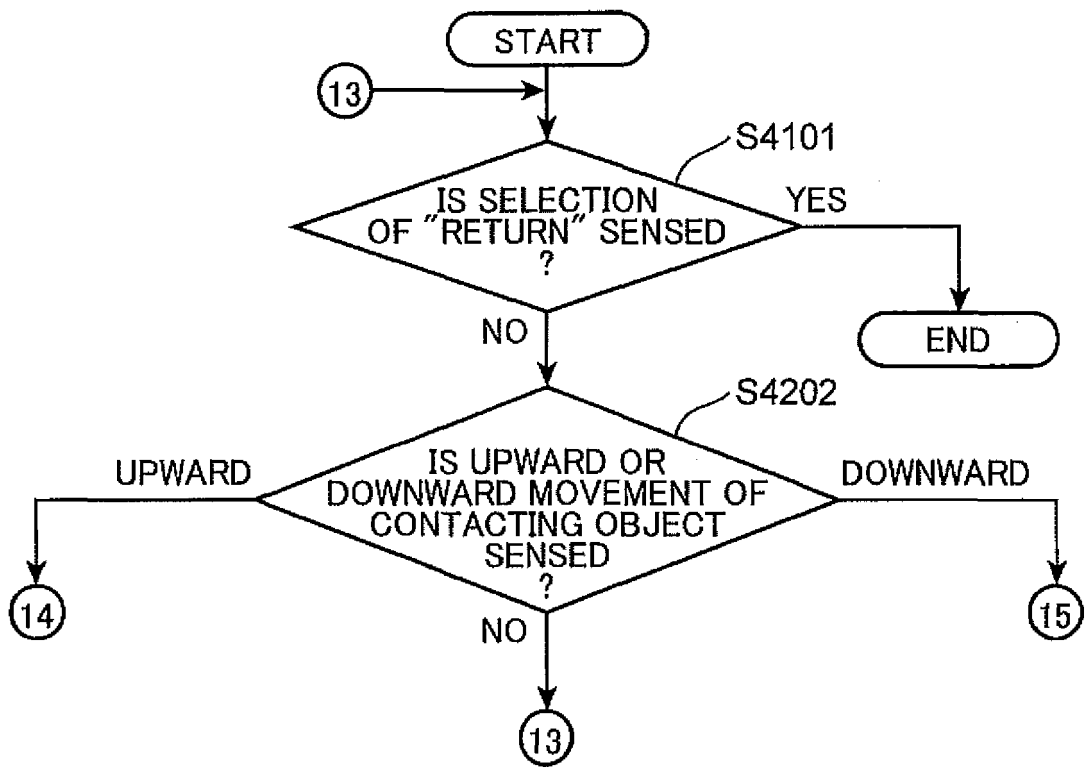 START
13
S4101
IS SELECTION
OF "RETURN" SENSED
?
YES
NO
END
S4202
UPWARD
IS UPWARD OR
DOWNWARD MOVEMENT OF
CONTACTING OBJECT
SENSED
?
DOWNWARD
14
15
NO
13